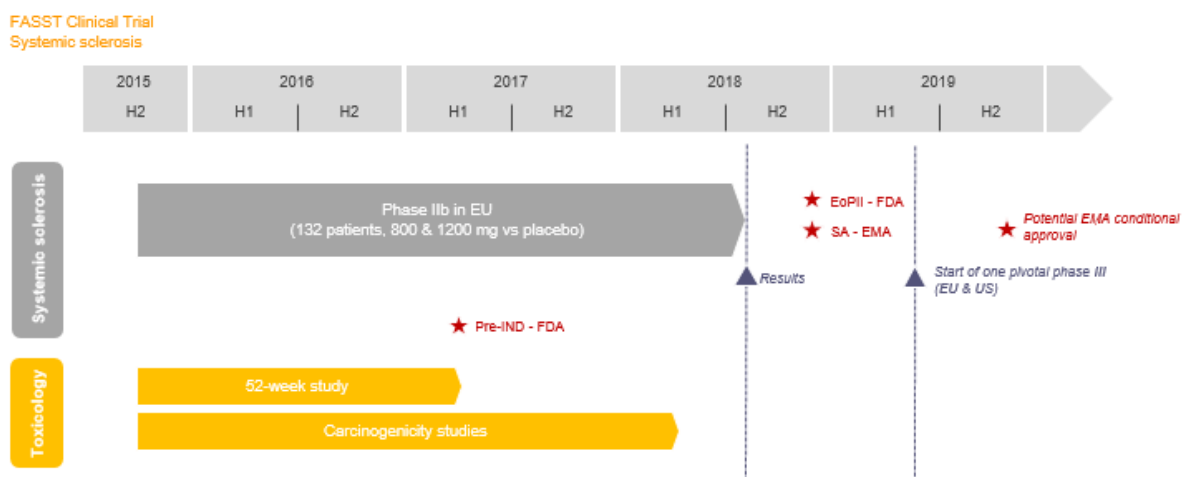 FASST Clinical Trial
Systemic sclerosis
2015 2016 2017 2018 2019
H2 H1 H2 H1 H2 H1 H2 H1 H2
Systemic sclerosis
Phase IIb in EU
(132 patients, 800 & 1200 mg vs placebo)
EoPII - FDA
SA - EMA
Potential EMA conditional
approval
Results
Start of one pivotal phase III
(EU & US)
Pre-IND - FDA
Toxicology
52-week study
Carcinogenicity studies